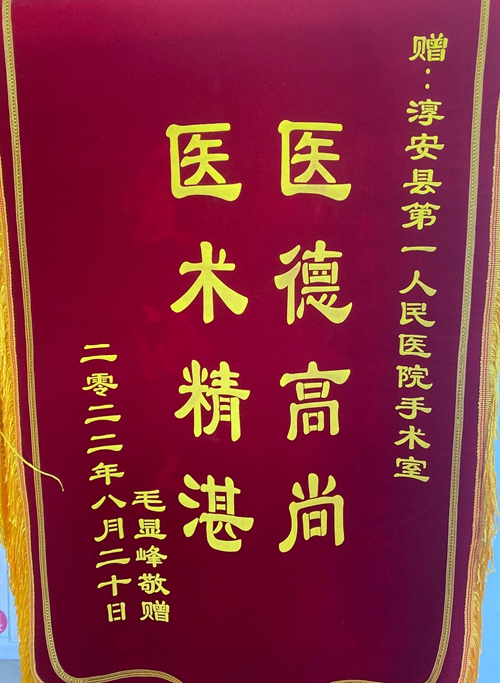 赠：淳安县第一人民医院手术室
医德高尚
医术精湛
毛显峰敬赠
二零二二年八月二十日